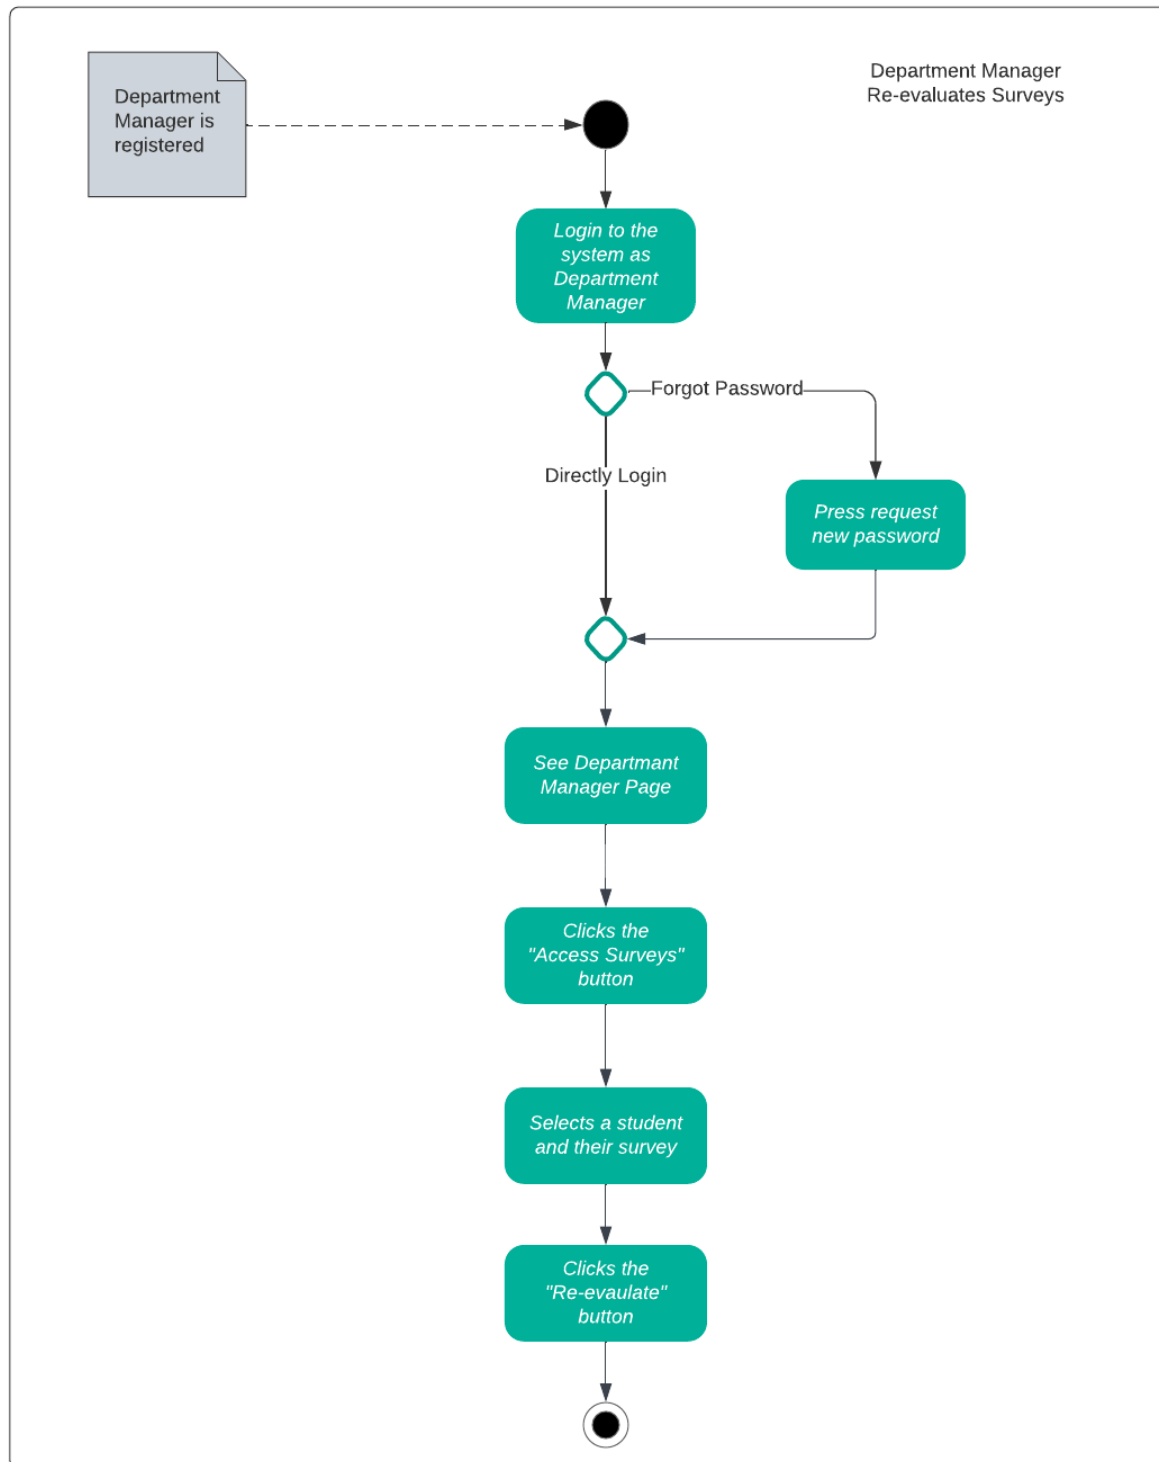 Department Manager
Re-evaluates Surveys
Department
Manager is
registered
Login to the
system as
Department
Manager
Forgot Password
Directly Login
Press request
new password
See Departmant
Manager Page
Clicks the
"Access Surveys"
button
Selects a student
and their survey
Clicks the
"Re-evaulate"
button